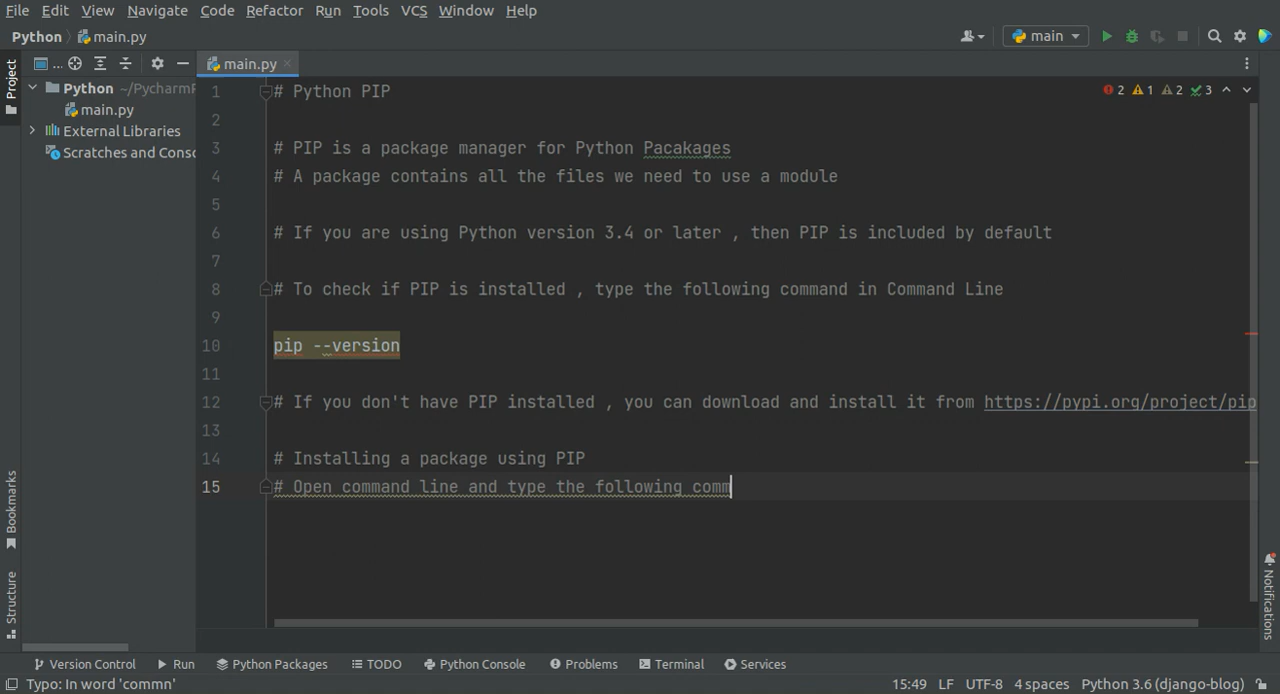 File Edit View Navigate Code Refactor Run Tools VCS Window Help
Python main.py main
Project ... main.py
Python ~/PycharmP
main.py
External Libraries
Scratches and Conso
2 1 2 3
1 # Python PIP
2
3 # PIP is a package manager for Python Pacakages
4 # A package contains all the files we need to use a module
5
6 # If you are using Python version 3.4 or later , then PIP is included by default
7
8 # To check if PIP is installed , type the following command in Command Line
9
10 pip --version
11
12 # If you don't have PIP installed , you can download and install it from https://pypi.org/project/pip
13
14 # Installing a package using PIP
15 # Open command line and type the following comm
Bookmarks
Structure
Notifications
Version Control Run Python Packages TODO Python Console Problems Terminal Services
Typo: In word 'commn' 15:49 LF UTF-8 4 spaces Python 3.6 (django-blog)